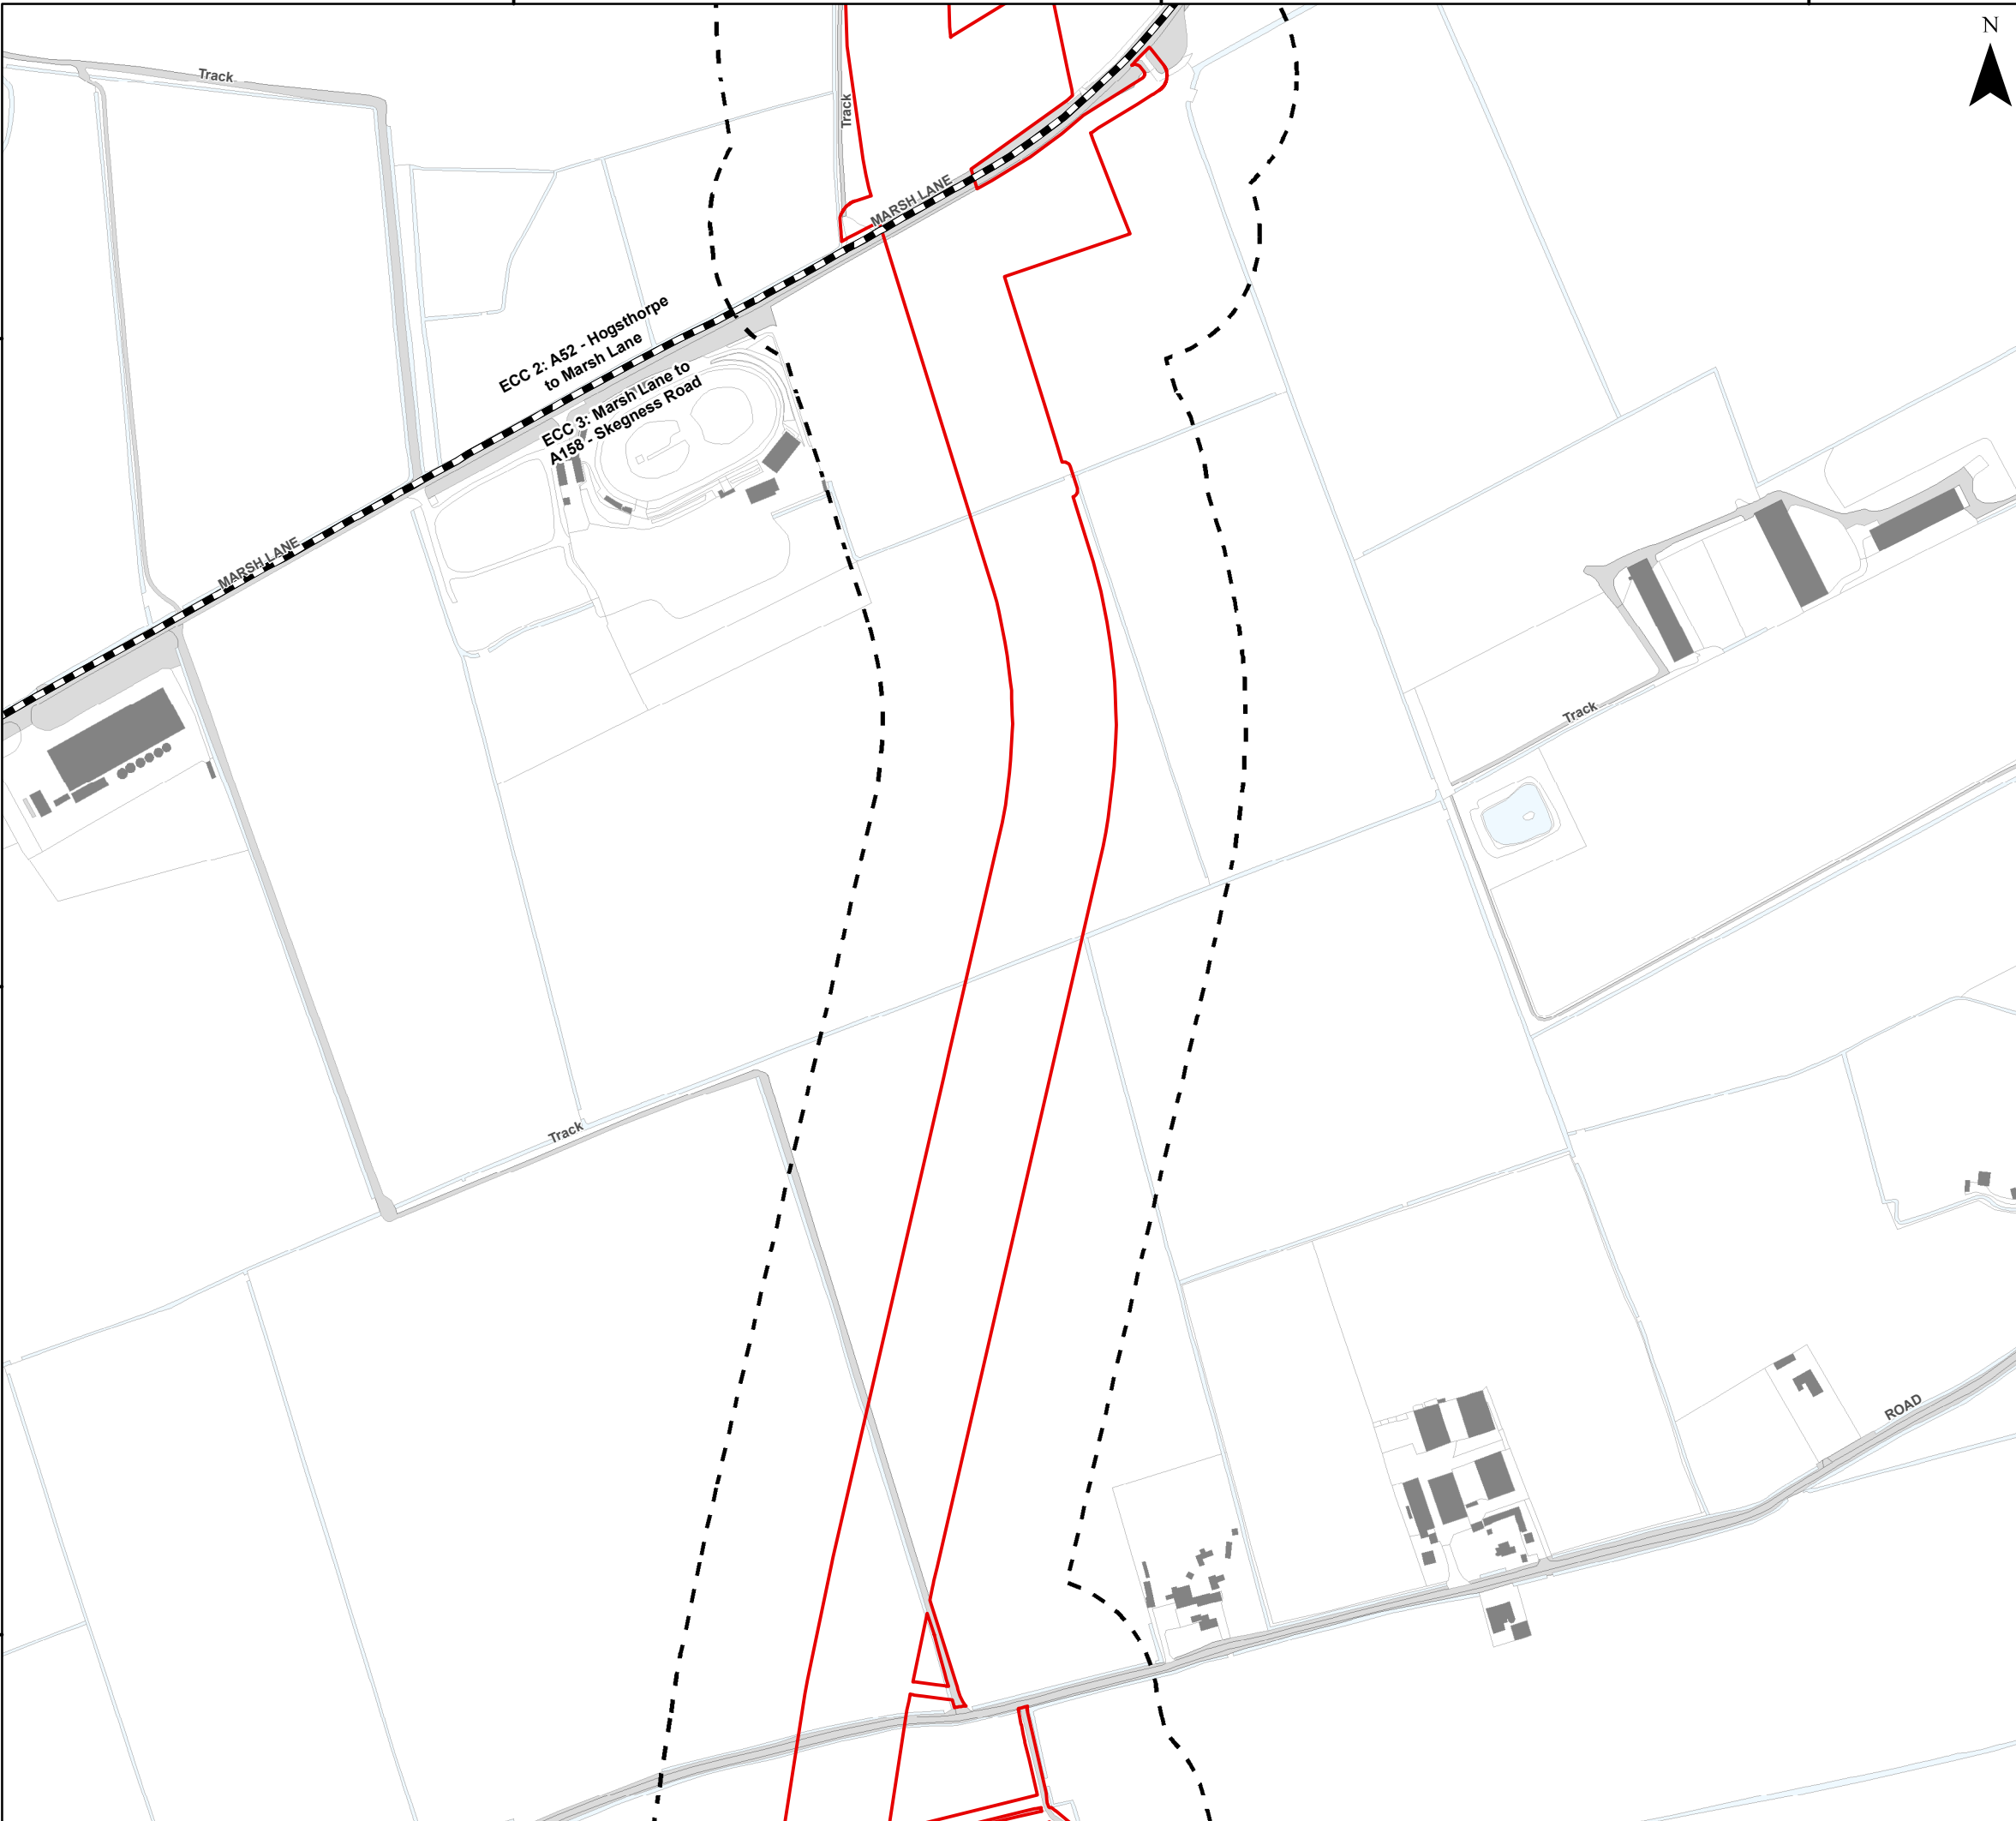 N
Track
Track
MARSH LANE
ECC 2: A52 - Hogsthorpe
to Marsh Lane
ECC 3: Marsh Lane to
A158 - Skegness Road
MARSH LANE
Track
Track
ROAD